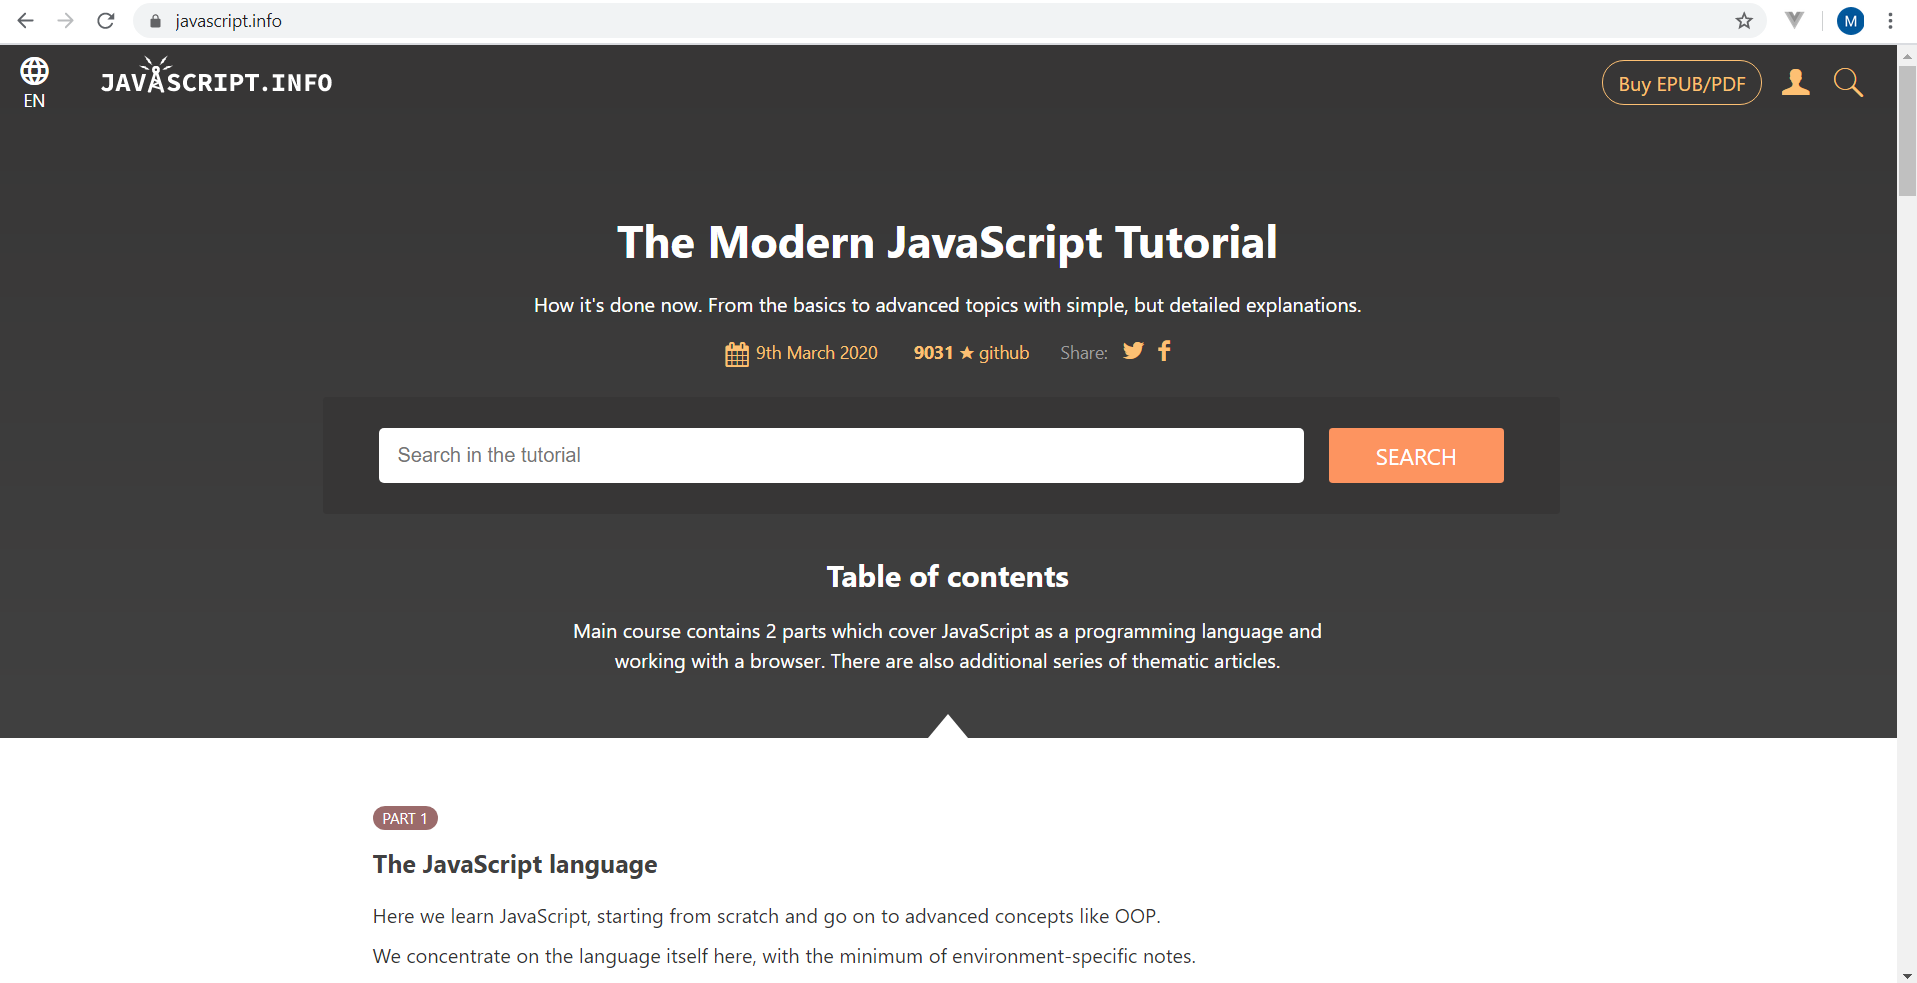 javascript.info
M
EN
JAVASCRIPT.INFO
Buy EPUB/PDF
The Modern JavaScript Tutorial
How it's done now. From the basics to advanced topics with simple, but detailed explanations.
9th March 2020 9031 ★ github Share:
Search in the tutorial
SEARCH
Table of contents
Main course contains 2 parts which cover JavaScript as a programming language and
working with a browser. There are also additional series of thematic articles.
PART 1
The JavaScript language
Here we learn JavaScript, starting from scratch and go on to advanced concepts like OOP.
We concentrate on the language itself here, with the minimum of environment-specific notes.